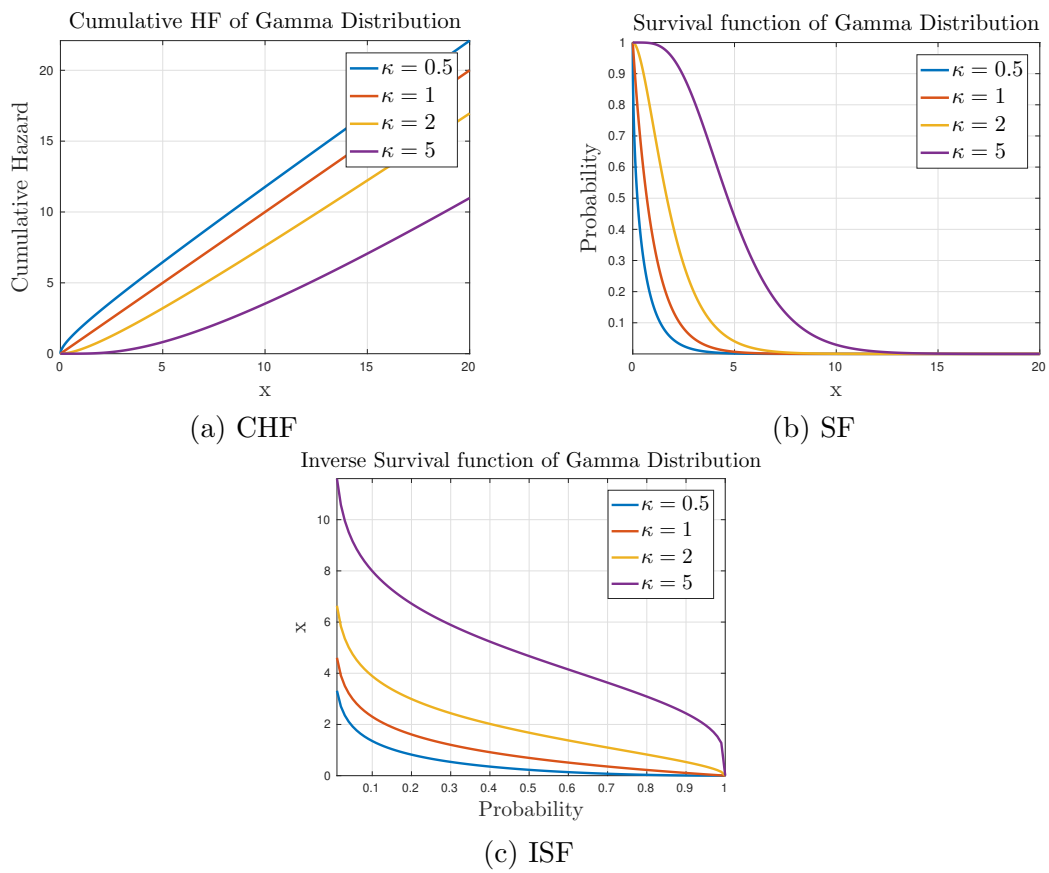 Cumulative HF of Gamma Distribution
Cumulative Hazard
20
15
10
5
0
0 5 10 15 20
x
κ = 0.5
κ = 1
κ = 2
κ = 5
(a) CHF
Survival function of Gamma Distribution
Probability
1
0.9
0.8
0.7
0.6
0.5
0.4
0.3
0.2
0.1
0 5 10 15 20
x
κ = 0.5
κ = 1
κ = 2
κ = 5
(b) SF
Inverse Survival function of Gamma Distribution
x
10
8
6
4
2
0
0.1 0.2 0.3 0.4 0.5 0.6 0.7 0.8 0.9 1
Probability
κ = 0.5
κ = 1
κ = 2
κ = 5
(c) ISF